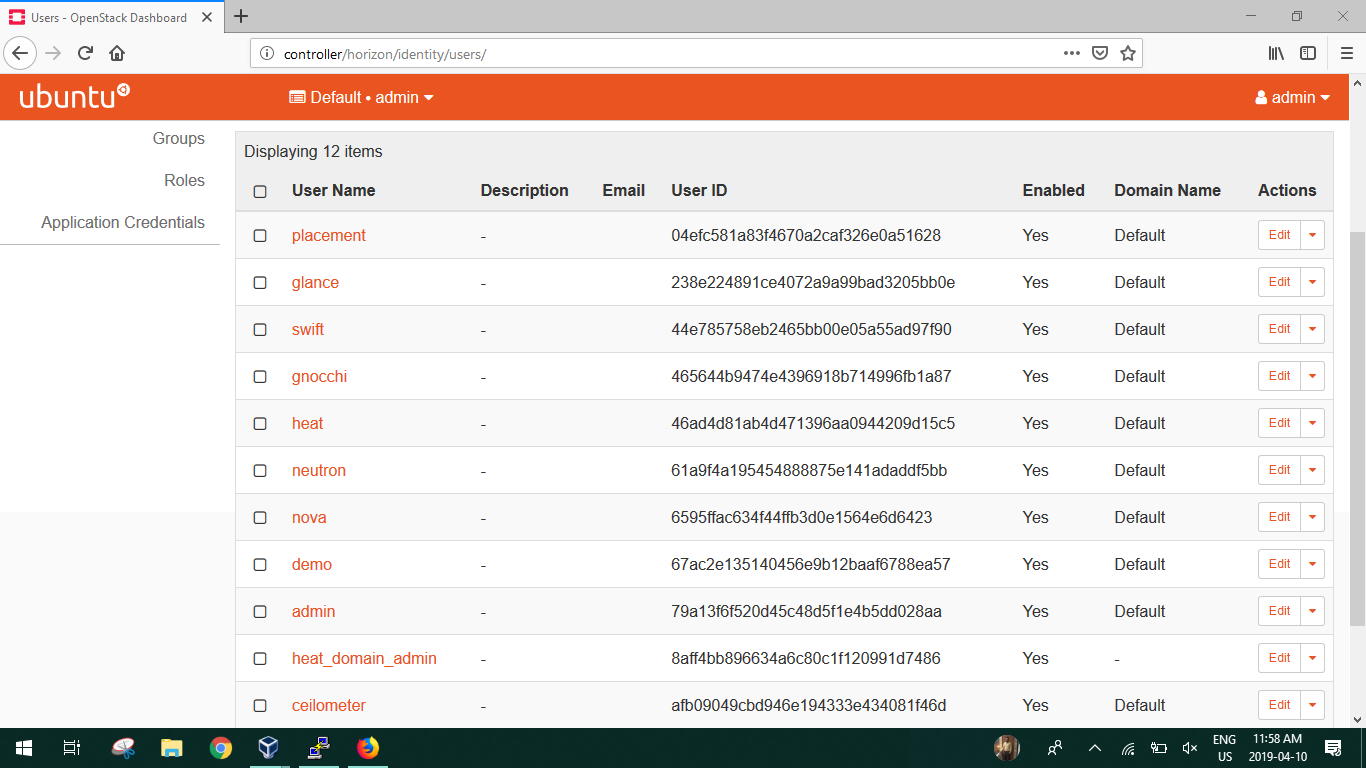 Users - OpenStack Dashboard
controller/horizon/identity/users/
ubuntu Default • admin admin
Groups
Roles
Application Credentials
Displaying 12 items
User Name Description Email User ID Enabled Domain Name Actions
placement - 04efc581a83f4670a2caf326e0a51628 Yes Default Edit
glance - 238e224891ce4072a9a99bad3205bb0e Yes Default Edit
swift - 44e785758eb2465bb00e05a55ad97f90 Yes Default Edit
gnocchi - 465644b9474e4396918b714996fb1a87 Yes Default Edit
heat - 46ad4d81ab4d471396aa0944209d15c5 Yes Default Edit
neutron - 61a9f4a195454888875e141adaddf5bb Yes Default Edit
nova - 6595ffac634f44ffb3d0e1564e6d6423 Yes Default Edit
demo - 67ac2e135140456e9b12baaf6788ea57 Yes Default Edit
admin - 79a13f6f520d45c48d5f1e4b5dd028aa Yes Default Edit
heat_domain_admin - 8aff4bb896634a6c80c1f120991d7486 Yes - Edit
ceilometer - afb09049cbd946e194333e434081f46d Yes Default Edit
ENG 11:58 AM
US 2019-04-10